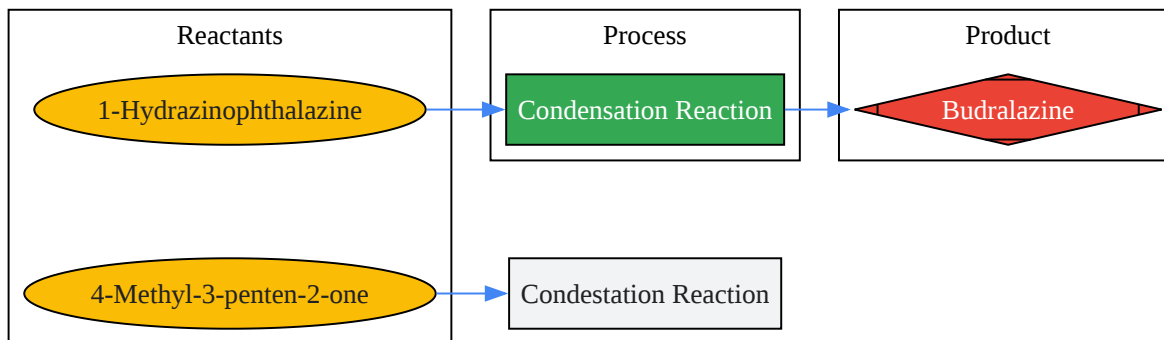 Reactants
Process
Product
1-Hydrazinophthalazine
Condensation Reaction
Budralazine
4-Methyl-3-penten-2-one
Condestation Reaction